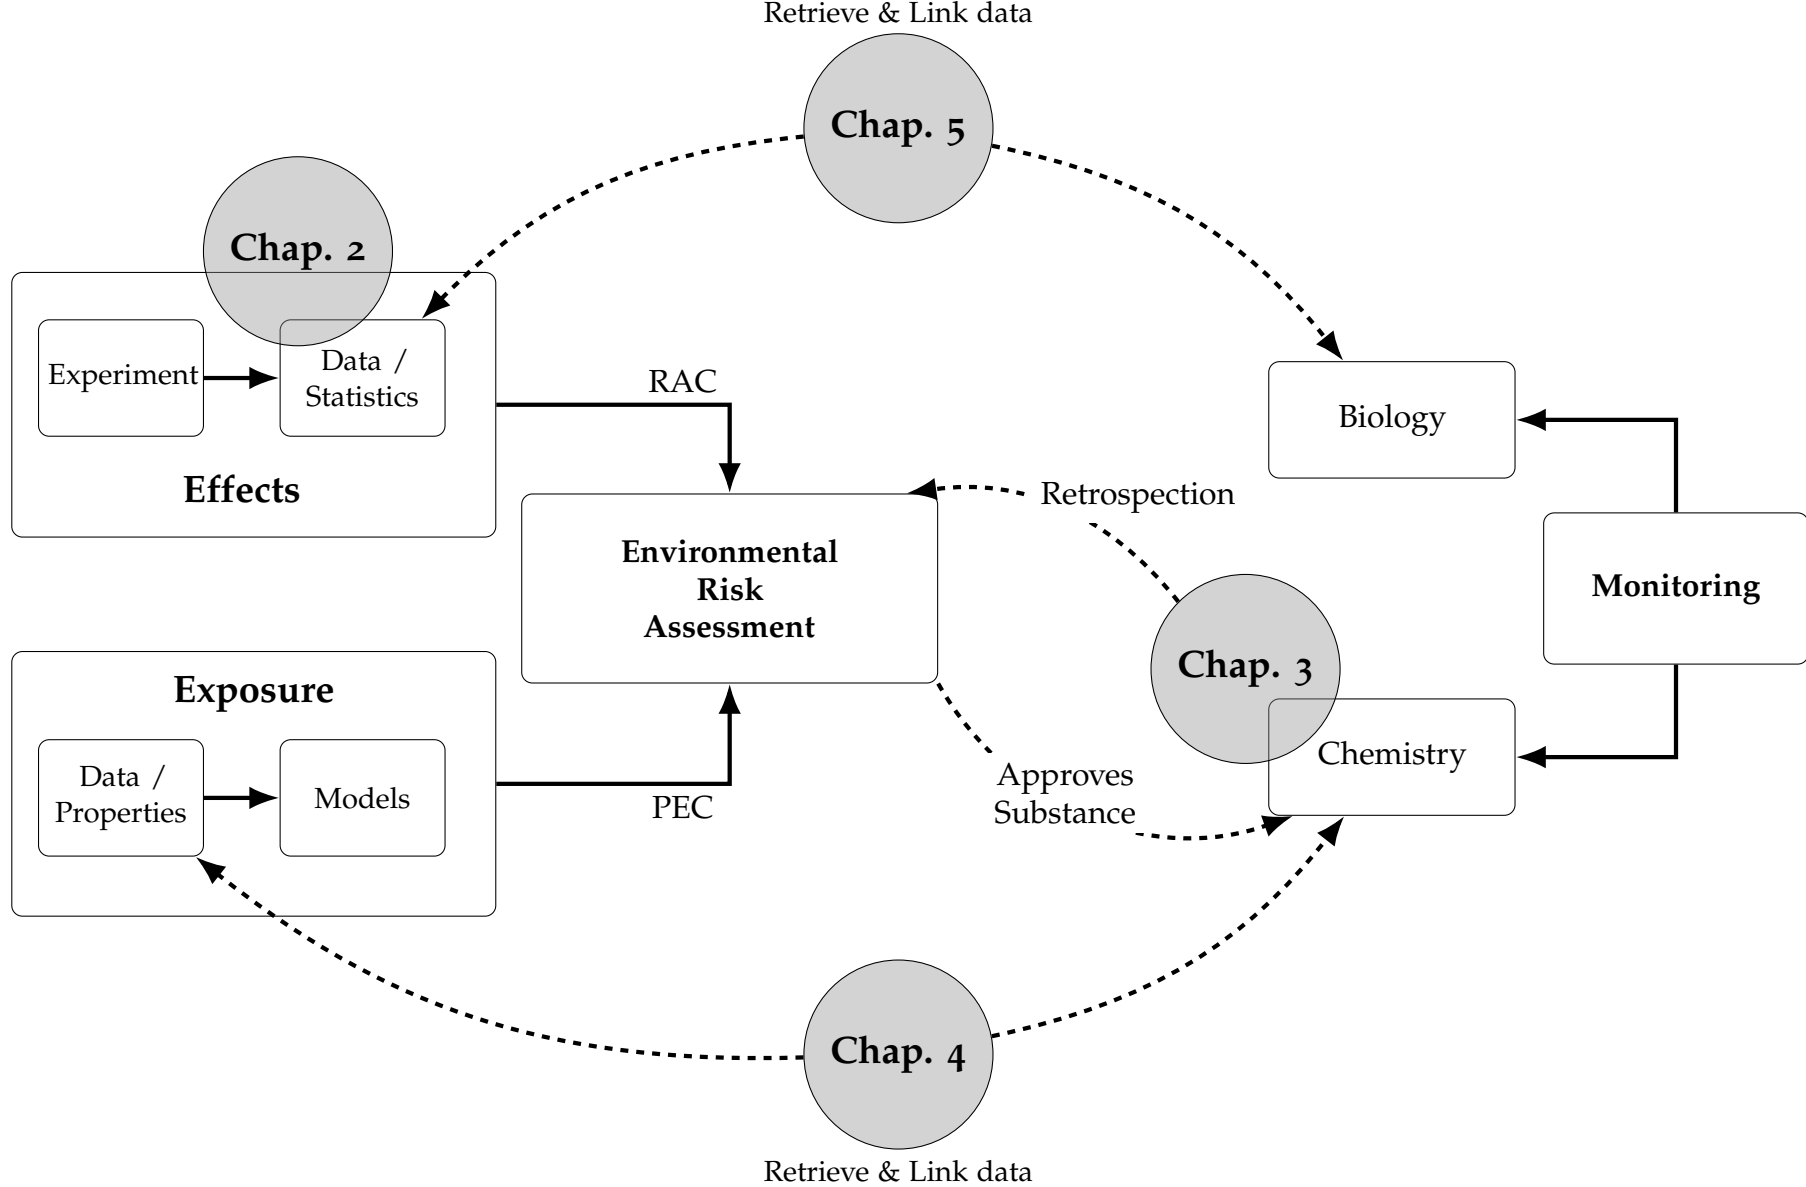 Retrieve & Link data
Chap. 5
Chap. 2
Experiment
Data /
Statistics
Effects
RAC
Biology
Retrospection
Environmental
Risk
Assessment
Monitoring
Chap. 3
Exposure
Data /
Properties
Models
PEC
Approves
Substance
Chemistry
Chap. 4
Retrieve & Link data